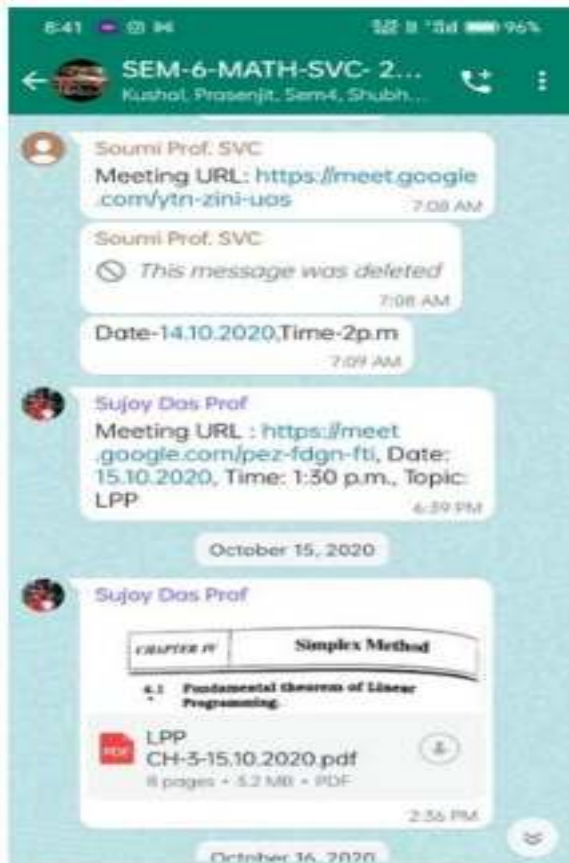 8:41 96%
SEM-6-MATH-SVC- 2...
Kushal, Prasenjit, Sem4, Shubh...
Soumi Prof. SVC
Meeting URL: https://meet.google
.com/ytn-zini-uas 7:08 AM
Soumi Prof. SVC
This message was deleted
7:08 AM
Date-14.10.2020,Time-2p.m
7:09 AM
Sujoy Das Prof
Meeting URL : https://meet
.google.com/pez-fdgn-fti, Date:
15.10.2020, Time: 1:30 p.m., Topic:
LPP
6:39 PM
October 15, 2020
Sujoy Das Prof
CHAPTER IV Simplex Method
4.1 Fundamental theorem of Linear
Programming.
PDF LPP
CH-3-15.10.2020.pdf
8 pages • 3.2 MB • PDF
2:36 PM
October 16, 2020